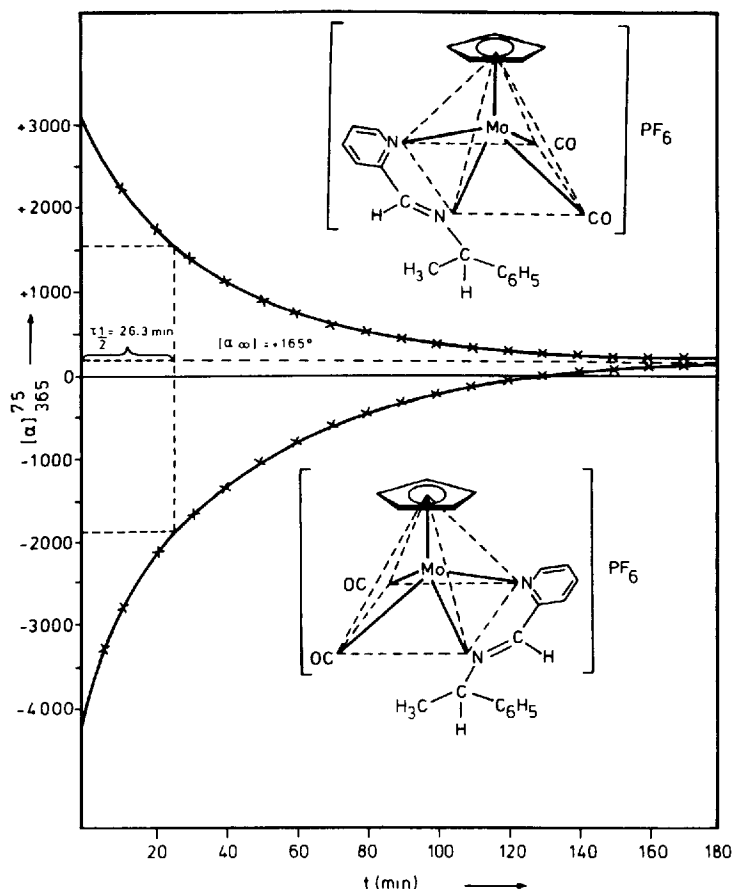 +3000
+2000
+1000
0
-1000
-2000
-3000
-4000
[α]75 365
τ1/2 = 26.3 min
[α∞] = +165°
Mo
N
CO
CO
H
C
N
H3C
C
C6H5
H
PF6
Mo
OC
N
OC
N
C
H
H3C
C
C6H5
H
PF6
20 40 60 80 100 120 140 160 180
t (min)